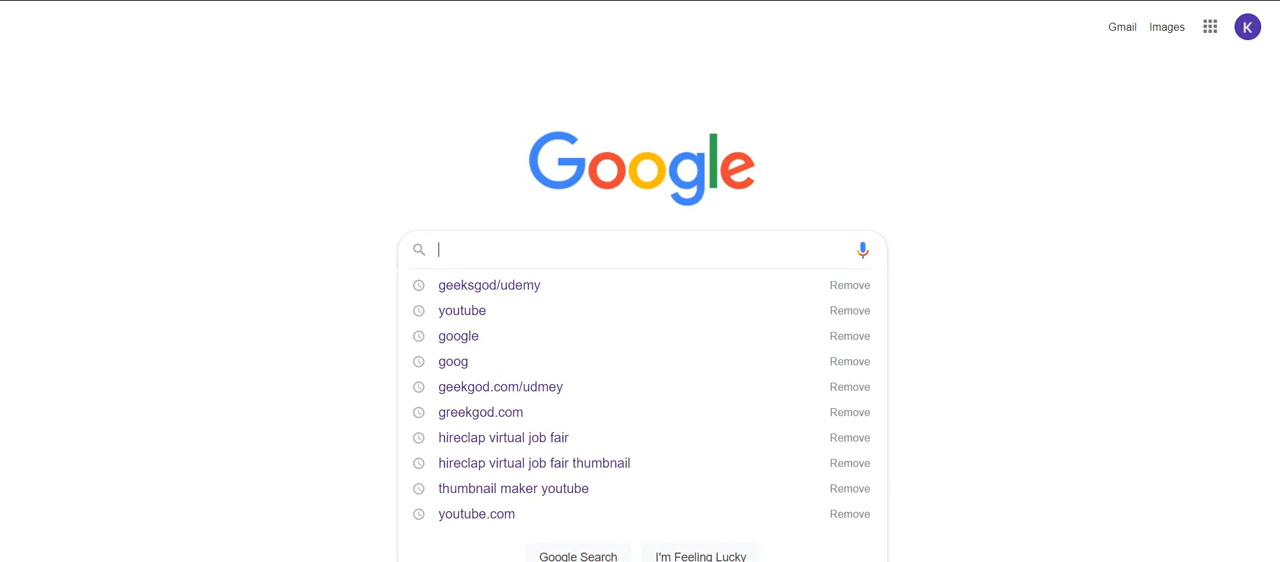 Gmail Images K
Google
geeksgod/udemy Remove
youtube Remove
google Remove
goog Remove
geekgod.com/udmey Remove
greekgod.com Remove
hireclap virtual job fair Remove
hireclap virtual job fair thumbnail Remove
thumbnail maker youtube Remove
youtube.com Remove
Google Search I'm Feeling Lucky